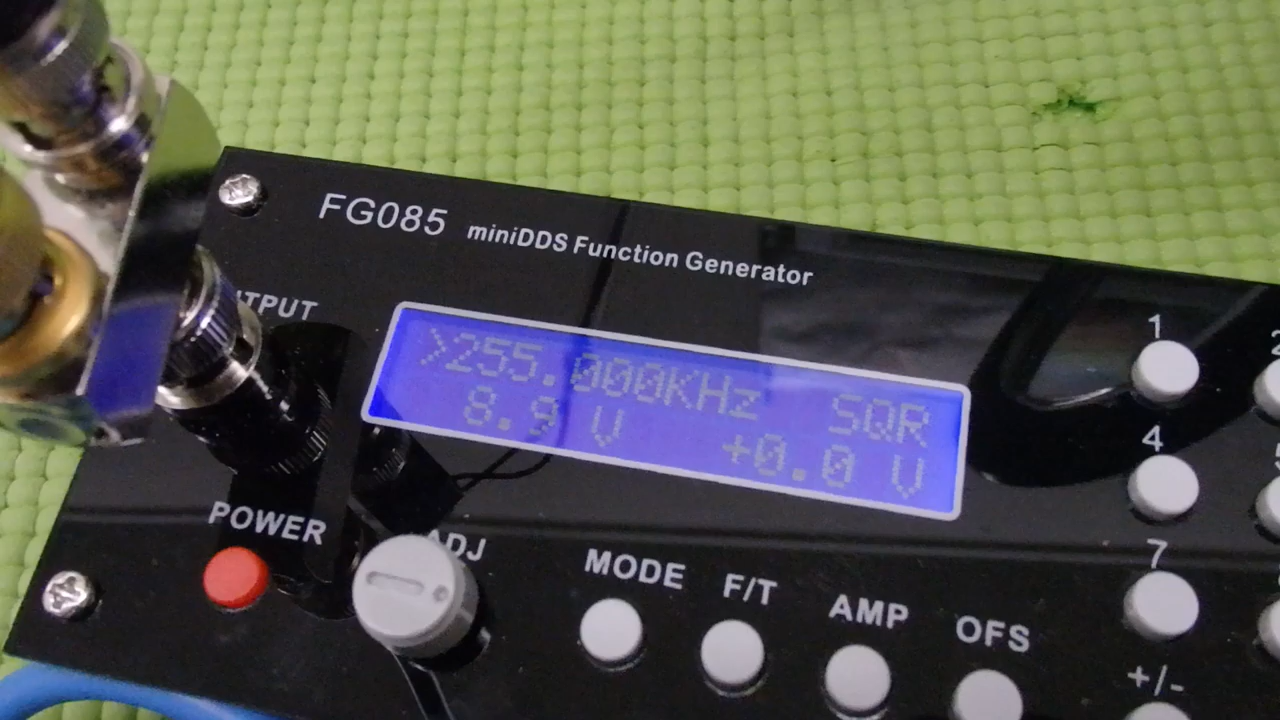 FG085 miniDDS Function Generator
UTPUT
>255.000KHz SQR
8.9 V +0.0 V
POWER
ADJ
MODE
F/T
AMP
OFS
1
4
7
+/-